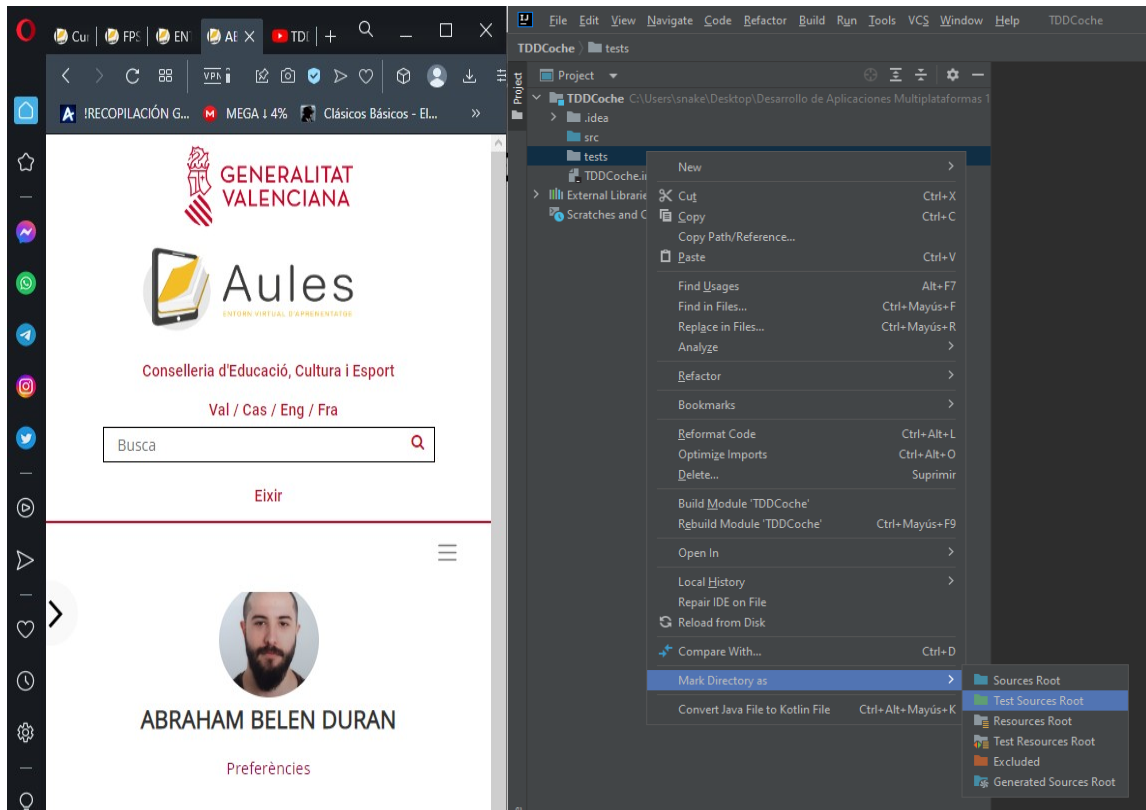 Cur
FPS
EN
AE
TDI
VPN
!RECOPILACIÓN G...
MEGA ↓ 4%
Clásicos Básicos - El...
»
GENERALITAT
VALENCIANA
Aules
ENTORN VIRTUAL D'APRENENTATGE
Conselleria d'Educació, Cultura i Esport
Val / Cas / Eng / Fra
Busca
Eixir
ABRAHAM BELEN DURAN
Preferències
File Edit View Navigate Code Refactor Build Run Tools VCS Window Help TDDCoche
TDDCoche tests
Project
Project
TDDCoche C:\Users\snake\Desktop\Desarrollo de Aplicaciones Multiplataformas 1
.idea
src
tests
TDDCoche.i
External Librarie
Scratches and C
New
Cut Ctrl+X
Copy Ctrl+C
Copy Path/Reference...
Paste Ctrl+V
Find Usages Alt+F7
Find in Files... Ctrl+Mayús+F
Replace in Files... Ctrl+Mayús+R
Analyze
Refactor
Bookmarks
Reformat Code Ctrl+Alt+L
Optimize Imports Ctrl+Alt+O
Delete... Suprimir
Build Module 'TDDCoche'
Rebuild Module 'TDDCoche' Ctrl+Mayús+F9
Open In
Local History
Repair IDE on File
Reload from Disk
Compare With... Ctrl+D
Mark Directory as
Convert Java File to Kotlin File Ctrl+Alt+Mayús+K
Sources Root
Test Sources Root
Resources Root
Test Resources Root
Excluded
Generated Sources Root